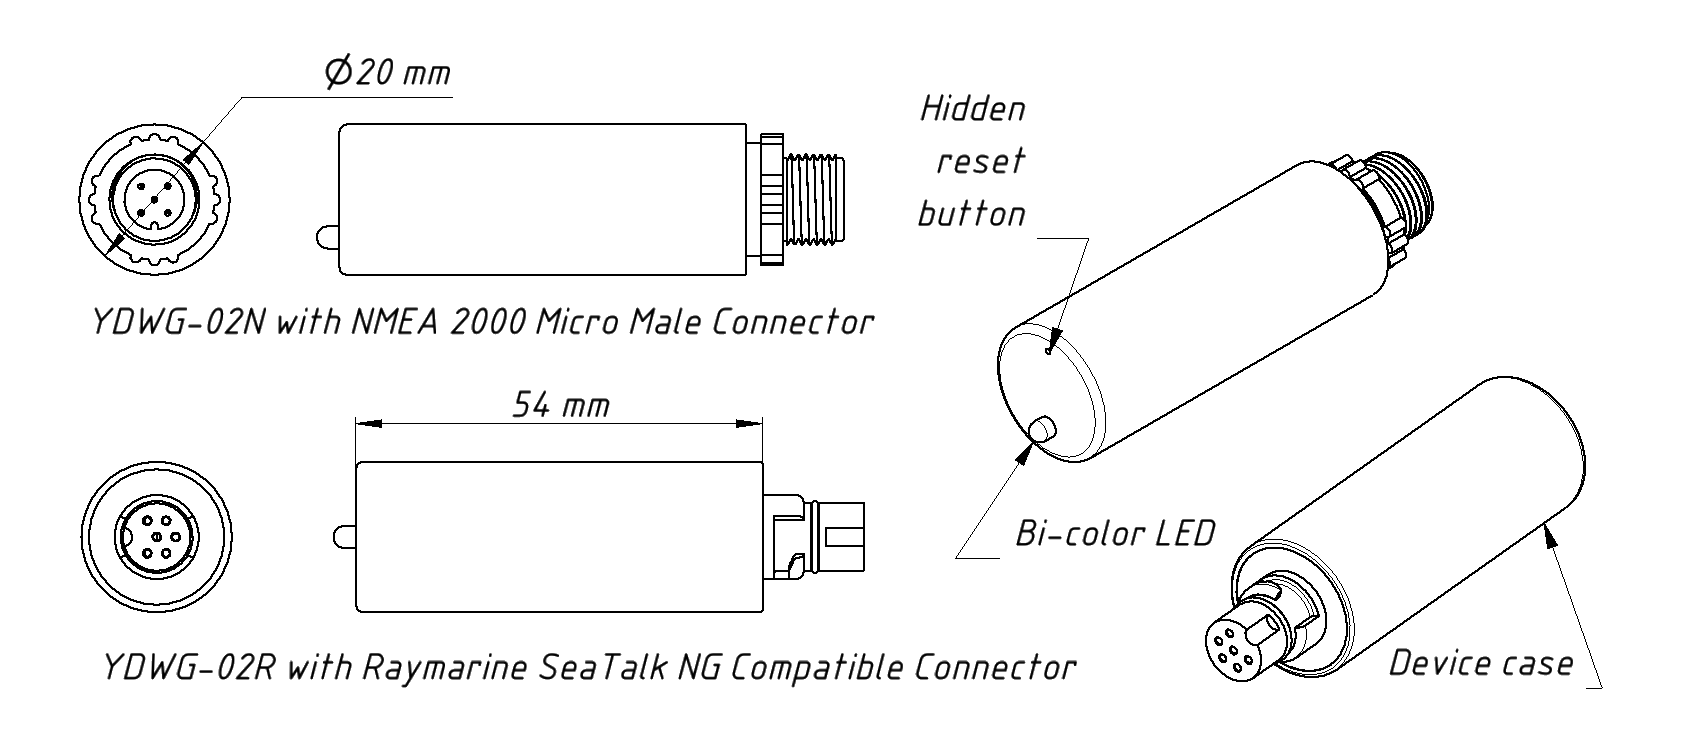 Ø20 mm
YDWG-02N with NMEA 2000 Micro Male Connector
54 mm
YDWG-02R with Raymarine SeaTalk NG Compatible Connector
Hidden
reset
button
Bi-color LED
Device case